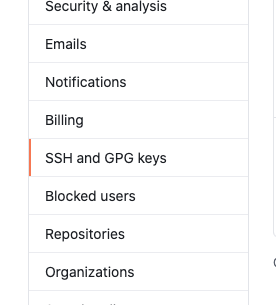 Security & analysis
Emails
Notifications
Billing
SSH and GPG keys
Blocked users
Repositories
Organizations